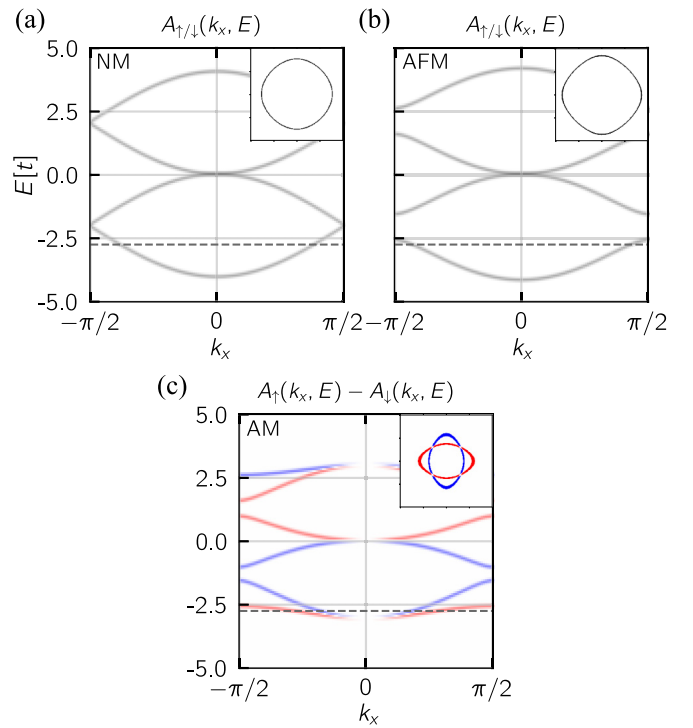 (a) A↑/↓(kₓ, E) (b) A↑/↓(kₓ, E)
5.0 NM AFM
2.5
E[t] 0.0
−2.5
−5.0
−π/2 0 π/2 −π/2 0 π/2
kₓ kₓ
(c) A↑(kₓ, E) − A↓(kₓ, E)
5.0 AM
2.5
0.0
-2.5
-5.0
−π/2 0 π/2
kₓ